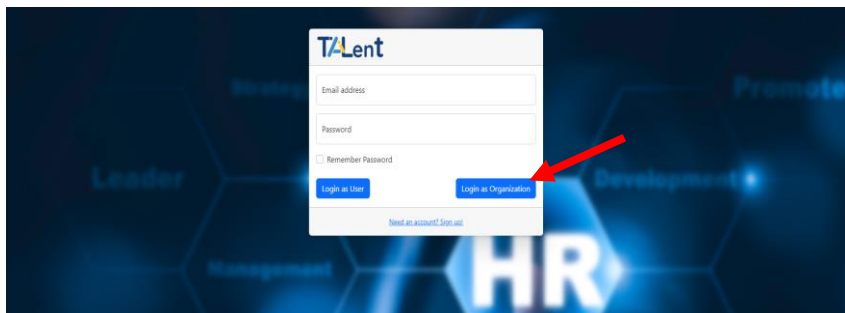 TALent
Strategy
Promote
Email address
Password
Remember Password
Leader
Development
Login as User
Login as Organization
Need an account? Sign up!
Management
HR